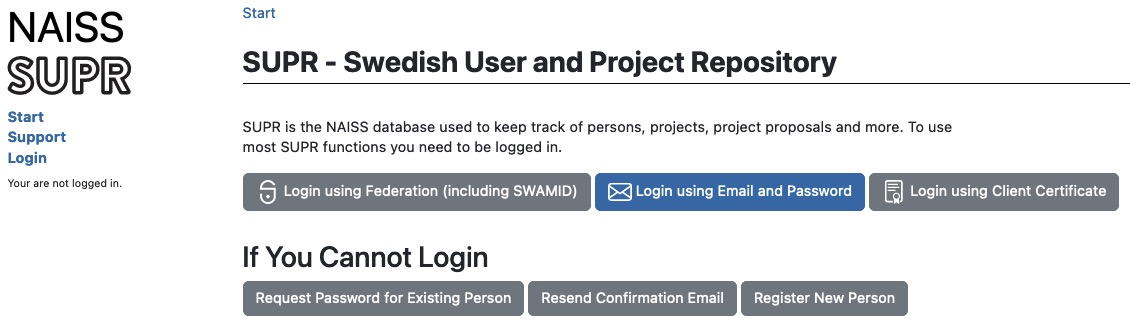 NAISS
SUPR
Start
Support
Login
Your are not logged in.
Start
SUPR - Swedish User and Project Repository
SUPR is the NAISS database used to keep track of persons, projects, project proposals and more. To use
most SUPR functions you need to be logged in.
Login using Federation (including SWAMID)
Login using Email and Password
Login using Client Certificate
If You Cannot Login
Request Password for Existing Person
Resend Confirmation Email
Register New Person